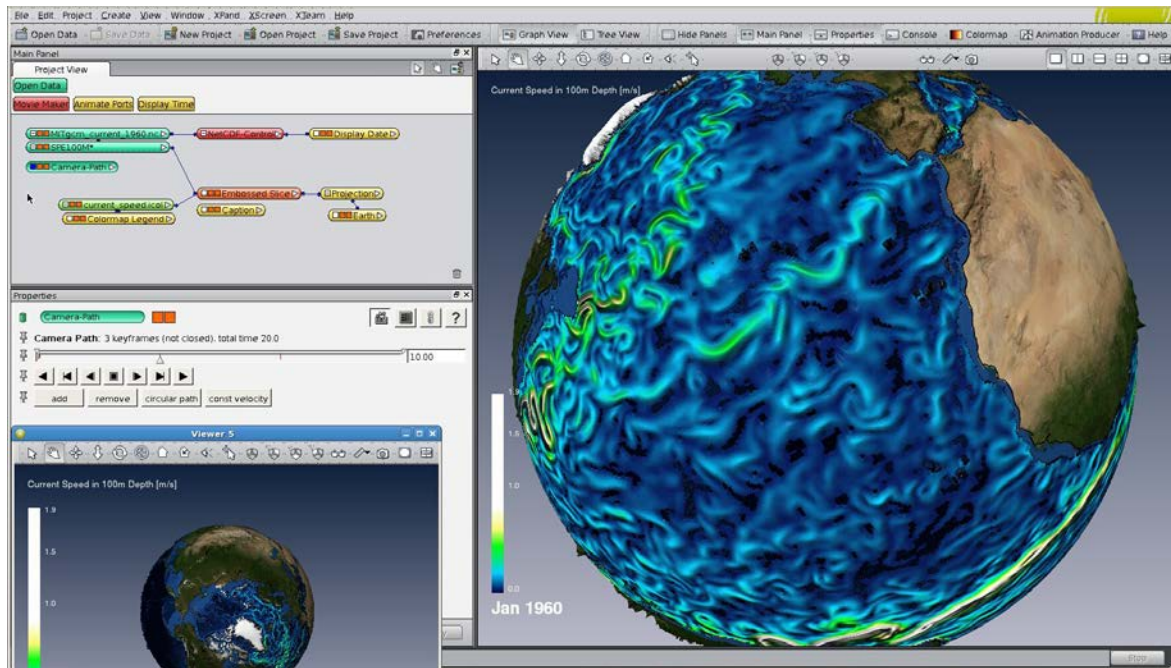 File Edit Project Create View Window XPand XScreen XTeam Help
Open Data Save Data New Project Open Project Save Project Preferences Graph View Tree View Hide Panels Main Panel Properties Console Colormap Animation Producer Help
Main Panel
Project View
Open Data
Movie Maker Animate Ports Display Time
MITgcm_current_1960.nc NetCDF-Control Display Date
SPE100M*
Camera-Path
Embossed Slice Projection
current_speed.icol Caption Earth
Colormap Legend
Properties
Camera-Path
?
Camera Path: 3 keyframes (not closed). total time 20.0
10.00
add remove circular path const velocity
Viewer 5
Current Speed in 100m Depth [m/s]
1.9
1.5
1.0
Current Speed in 100m Depth [m/s]
1.9
1.5
1.0
0.0
Jan 1960
Stop